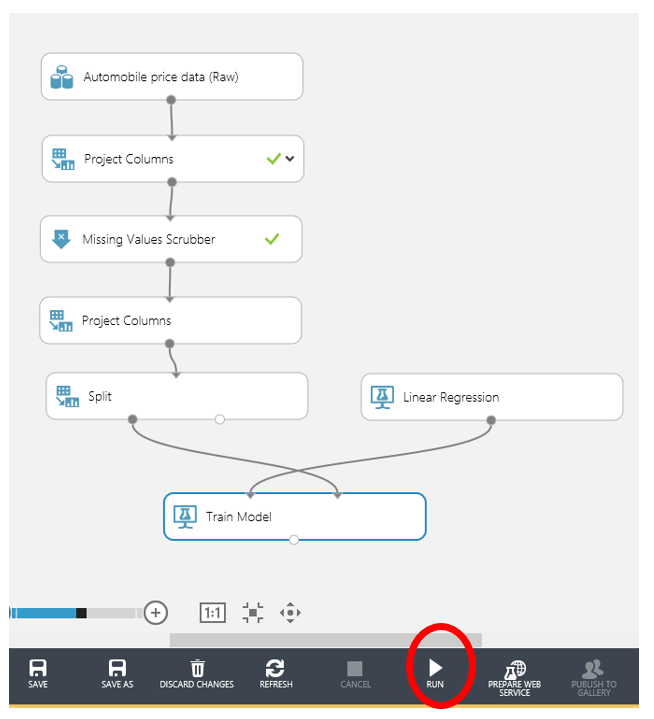 Automobile price data (Raw)
Project Columns
Missing Values Scrubber
Project Columns
Split
Linear Regression
Train Model
1:1
SAVE
SAVE AS
DISCARD CHANGES
REFRESH
CANCEL
RUN
PREPARE WEB
SERVICE
PUBLISH TO
GALLERY